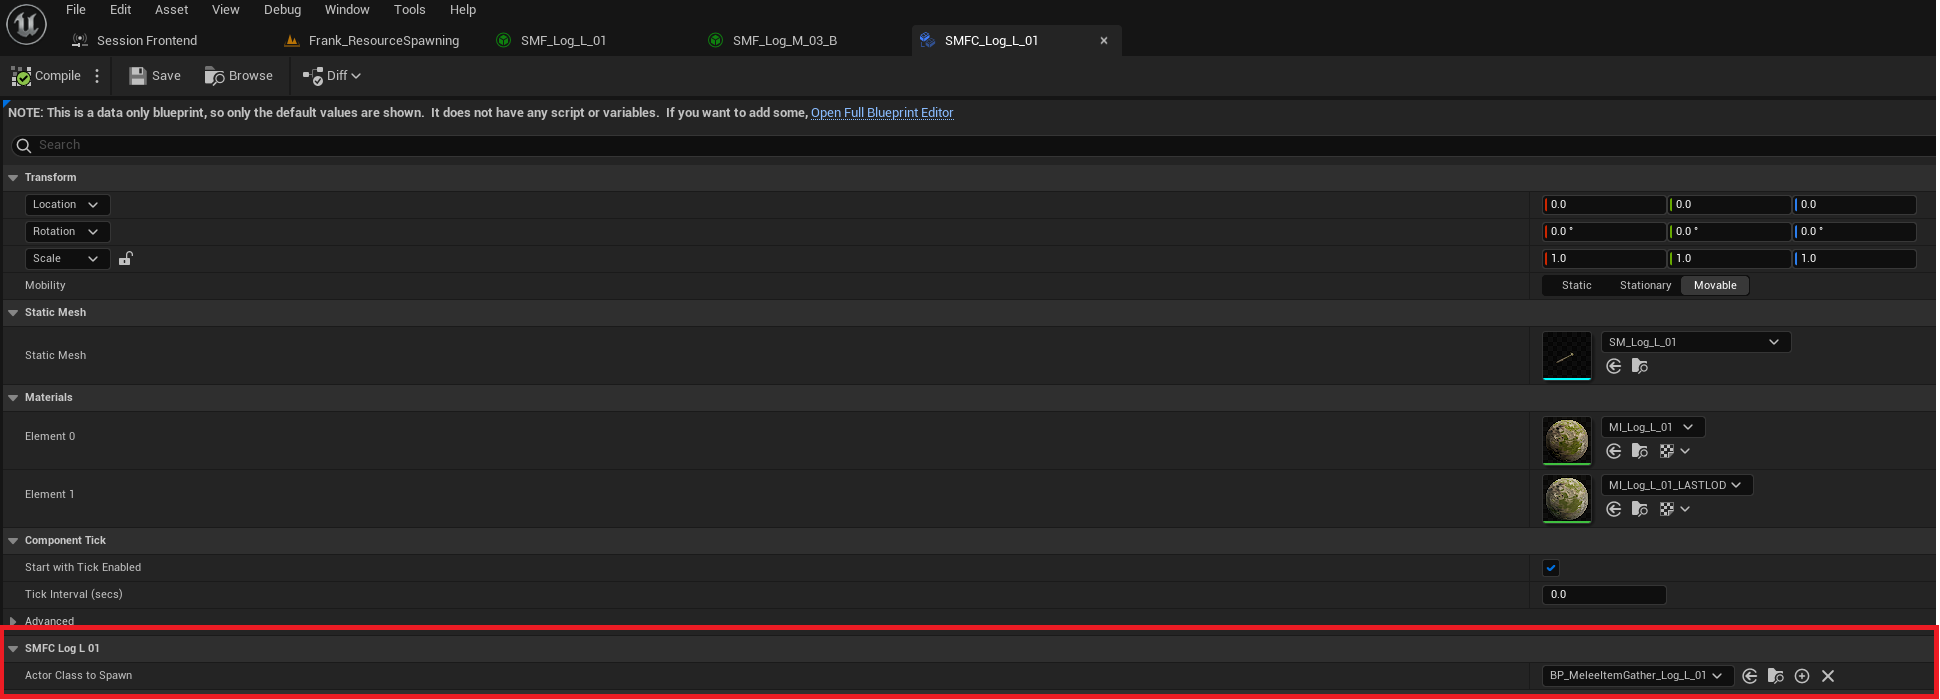 File Edit Asset View Debug Window Tools Help
Session Frontend Frank_ResourceSpawning SMF_Log_L_01 SMF_Log_M_03_B SMFC_Log_L_01
Compile Save Browse Diff
NOTE: This is a data only blueprint, so only the default values are shown. It does not have any script or variables. If you want to add some, Open Full Blueprint Editor
Search
Transform
Location 0.0 0.0 0.0
Rotation 0.0 ° 0.0 ° 0.0 °
Scale 1.0 1.0 1.0
Mobility Static Stationary Movable
Static Mesh
Static Mesh SM_Log_L_01
Materials
Element 0 MI_Log_L_01
Element 1 MI_Log_L_01_LASTLOD
Component Tick
Start with Tick Enabled
Tick Interval (secs) 0.0
Advanced
SMFC Log L 01
Actor Class to Spawn BP_MeleeItemGather_Log_L_01